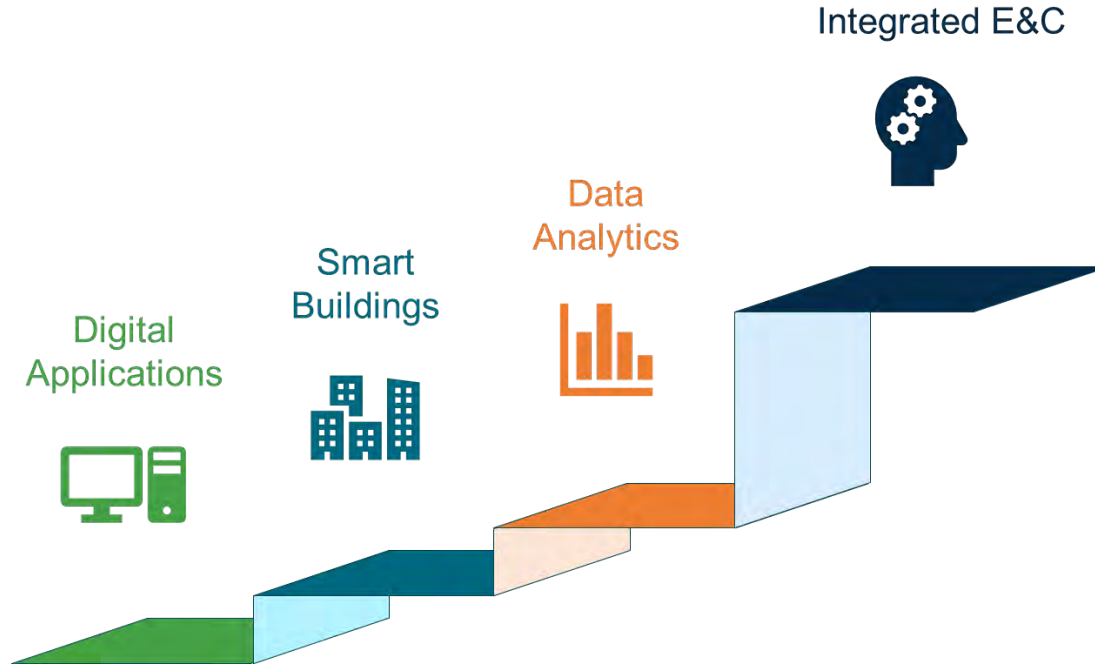 Digital
Applications
Smart
Buildings
Data
Analytics
Integrated E&C